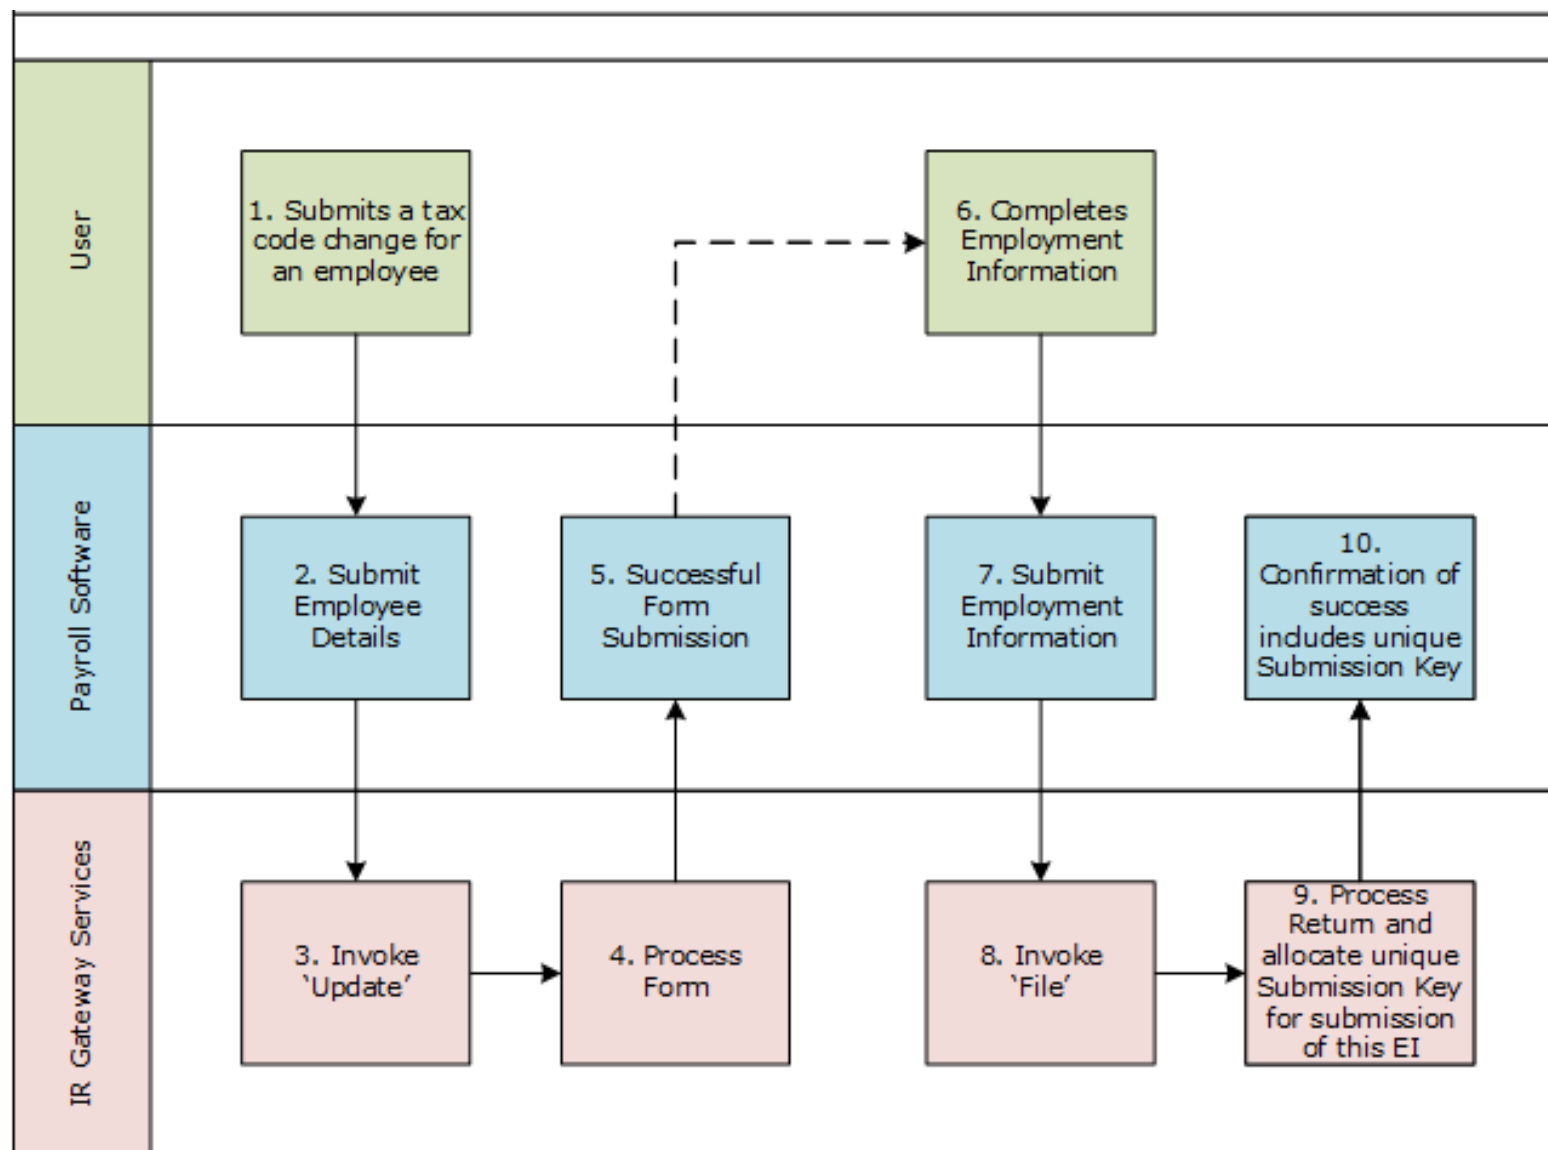 User
1. Submits a tax
code change for
an employee
6. Completes
Employment
Information
Payroll Software
2. Submit
Employee
Details
5. Successful
Form
Submission
7. Submit
Employment
Information
10.
Confirmation of
success
includes unique
Submission Key
IR Gateway Services
3. Invoke
‘Update’
4. Process
Form
8. Invoke
‘File’
9. Process
Return and
allocate unique
Submission Key
for submission
of this EI